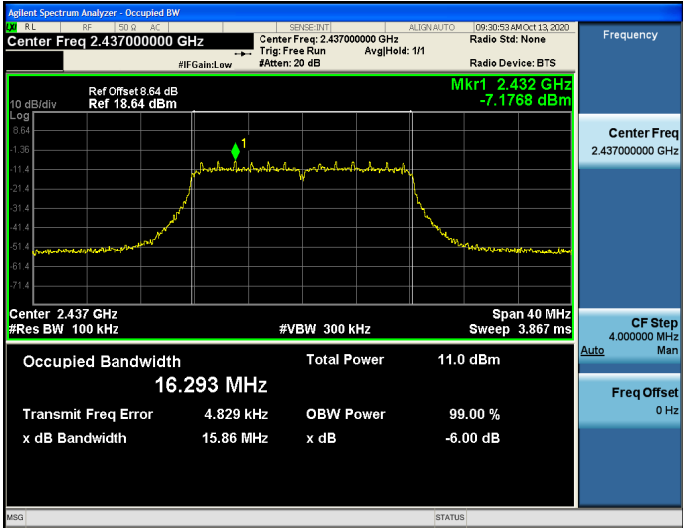 Agilent Spectrum Analyzer - Occupied BW
LXI RL RF 50 Ω AC SENSE:INT ALIGN AUTO 09:30:53 AM Oct 13, 2020
Center Freq 2.437000000 GHz
Center Freq: 2.437000000 GHz
Radio Std: None
Trig: Free Run Avg|Hold: 1/1
#IFGain:Low #Atten: 20 dB Radio Device: BTS
Frequency
Ref Offset 8.64 dB
Mkr1 2.432 GHz
10 dB/div Ref 18.64 dBm -7.1768 dBm
Log
8.64
1
-1.36
-11.4
-21.4
-31.4
-41.4
-51.4
-61.4
-71.4
Center 2.437 GHz Span 40 MHz
#Res BW 100 kHz #VBW 300 kHz Sweep 3.867 ms
Occupied Bandwidth Total Power 11.0 dBm
16.293 MHz
Transmit Freq Error 4.829 kHz OBW Power 99.00 %
x dB Bandwidth 15.86 MHz x dB -6.00 dB
Center Freq
2.437000000 GHz
CF Step
4.000000 MHz
Auto Man
Freq Offset
0 Hz
MSG STATUS